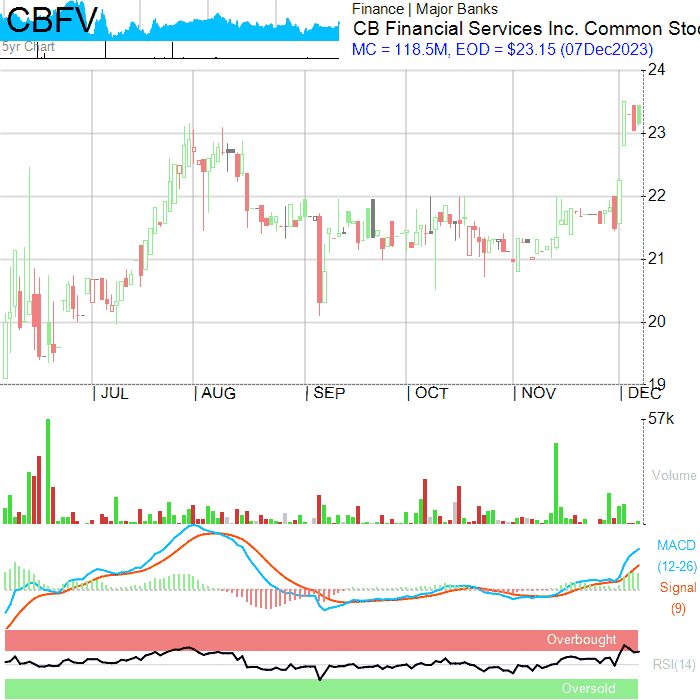 CBFV
5yr Chart
Finance | Major Banks
CB Financial Services Inc. Common Stoc
MC = 118.5M, EOD = $23.15 (07Dec2023)
24
23
22
21
20
19
| JUL
| AUG
| SEP
| OCT
| NOV
| DEC
57k
Volume
MACD
(12-26)
Signal
(9)
Overbought
RSI(14)
Oversold